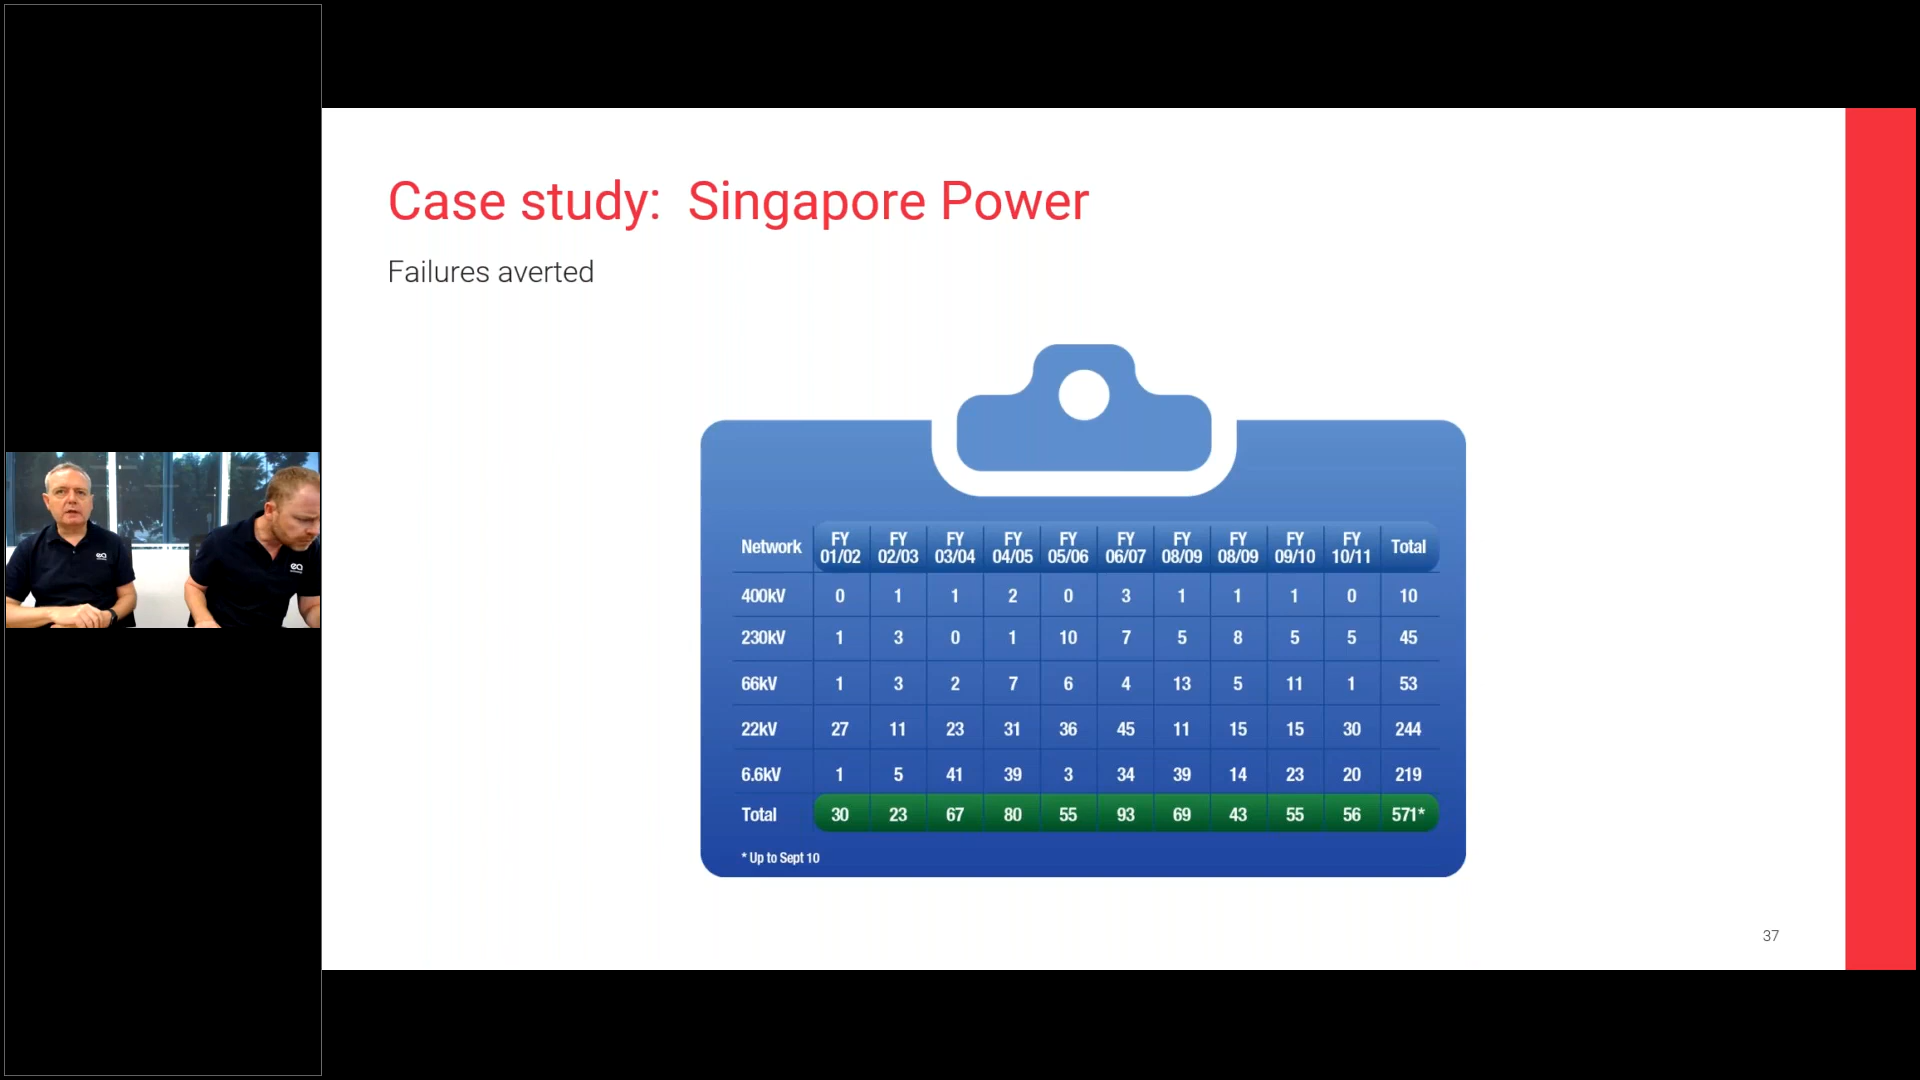 Case study: Singapore Power
Failures averted
Network FY 01/02 FY 02/03 FY 03/04 FY 04/05 FY 05/06 FY 06/07 FY 08/09 FY 08/09 FY 09/10 FY 10/11 Total
400kV 0 1 1 2 0 3 1 1 1 0 10
230kV 1 3 0 1 10 7 5 8 5 5 45
66kV 1 3 2 7 6 4 13 5 11 1 53
22kV 27 11 23 31 36 45 11 15 15 30 244
6.6kV 1 5 41 39 3 34 39 14 23 20 219
Total 30 23 67 80 55 93 69 43 55 56 571*
* Up to Sept 10
37
ea
ea